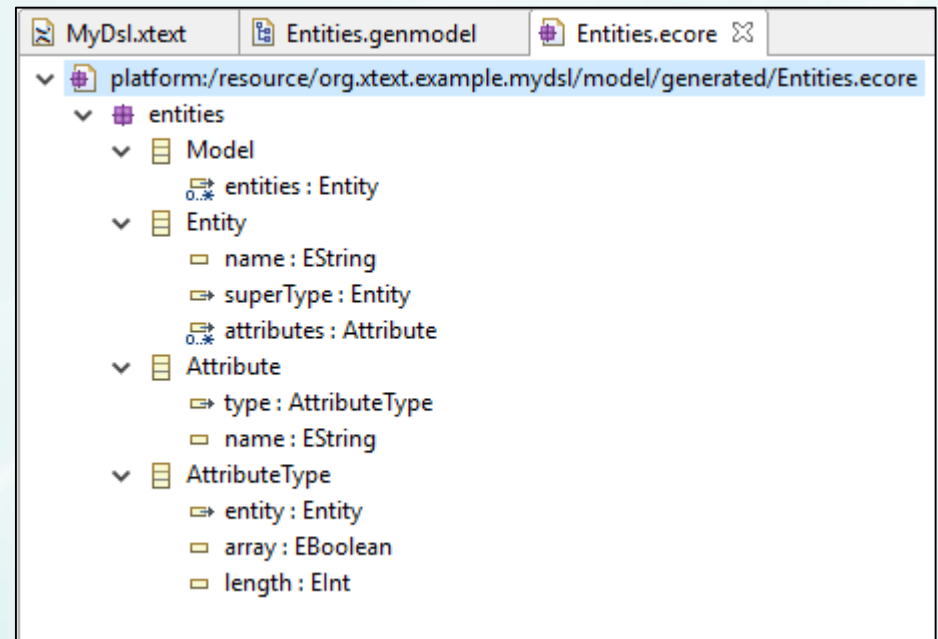 MyDsl.xtext Entities.genmodel Entities.ecore
platform:/resource/org.xtext.example.mydsl/model/generated/Entities.ecore
entities
Model
0..* entities : Entity
Entity
name : EString
superType : Entity
0..* attributes : Attribute
Attribute
type : AttributeType
name : EString
AttributeType
entity : Entity
array : EBoolean
length : EInt